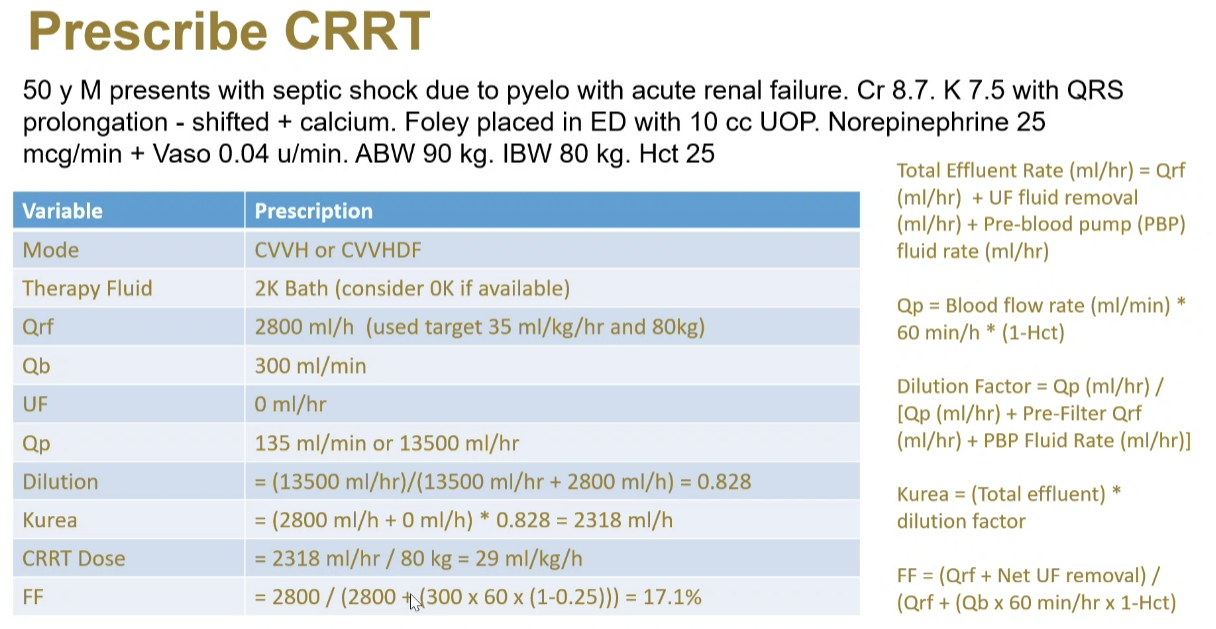 Prescribe CRRT
50 y M presents with septic shock due to pyelo with acute renal failure. Cr 8.7. K 7.5 with QRS
prolongation - shifted + calcium. Foley placed in ED with 10 cc UOP. Norepinephrine 25
mcg/min + Vaso 0.04 u/min. ABW 90 kg. IBW 80 kg. Hct 25
Variable Prescription
Mode CVVH or CVVHDF
Therapy Fluid 2K Bath (consider 0K if available)
Qrf 2800 ml/h (used target 35 ml/kg/hr and 80kg)
Qb 300 ml/min
UF 0 ml/hr
Qp 135 ml/min or 13500 ml/hr
Dilution = (13500 ml/hr)/(13500 ml/hr + 2800 ml/h) = 0.828
Kurea = (2800 ml/h + 0 ml/h) * 0.828 = 2318 ml/h
CRRT Dose = 2318 ml/hr / 80 kg = 29 ml/kg/h
FF = 2800 / (2800 + (300 x 60 x (1-0.25))) = 17.1%
Total Effluent Rate (ml/hr) = Qrf
(ml/hr) + UF fluid removal
(ml/hr) + Pre-blood pump (PBP)
fluid rate (ml/hr)
Qp = Blood flow rate (ml/min) *
60 min/h * (1-Hct)
Dilution Factor = Qp (ml/hr) /
[Qp (ml/hr) + Pre-Filter Qrf
(ml/hr) + PBP Fluid Rate (ml/hr)]
Kurea = (Total effluent) *
dilution factor
FF = (Qrf + Net UF removal) /
(Qrf + (Qb x 60 min/hr x 1-Hct)